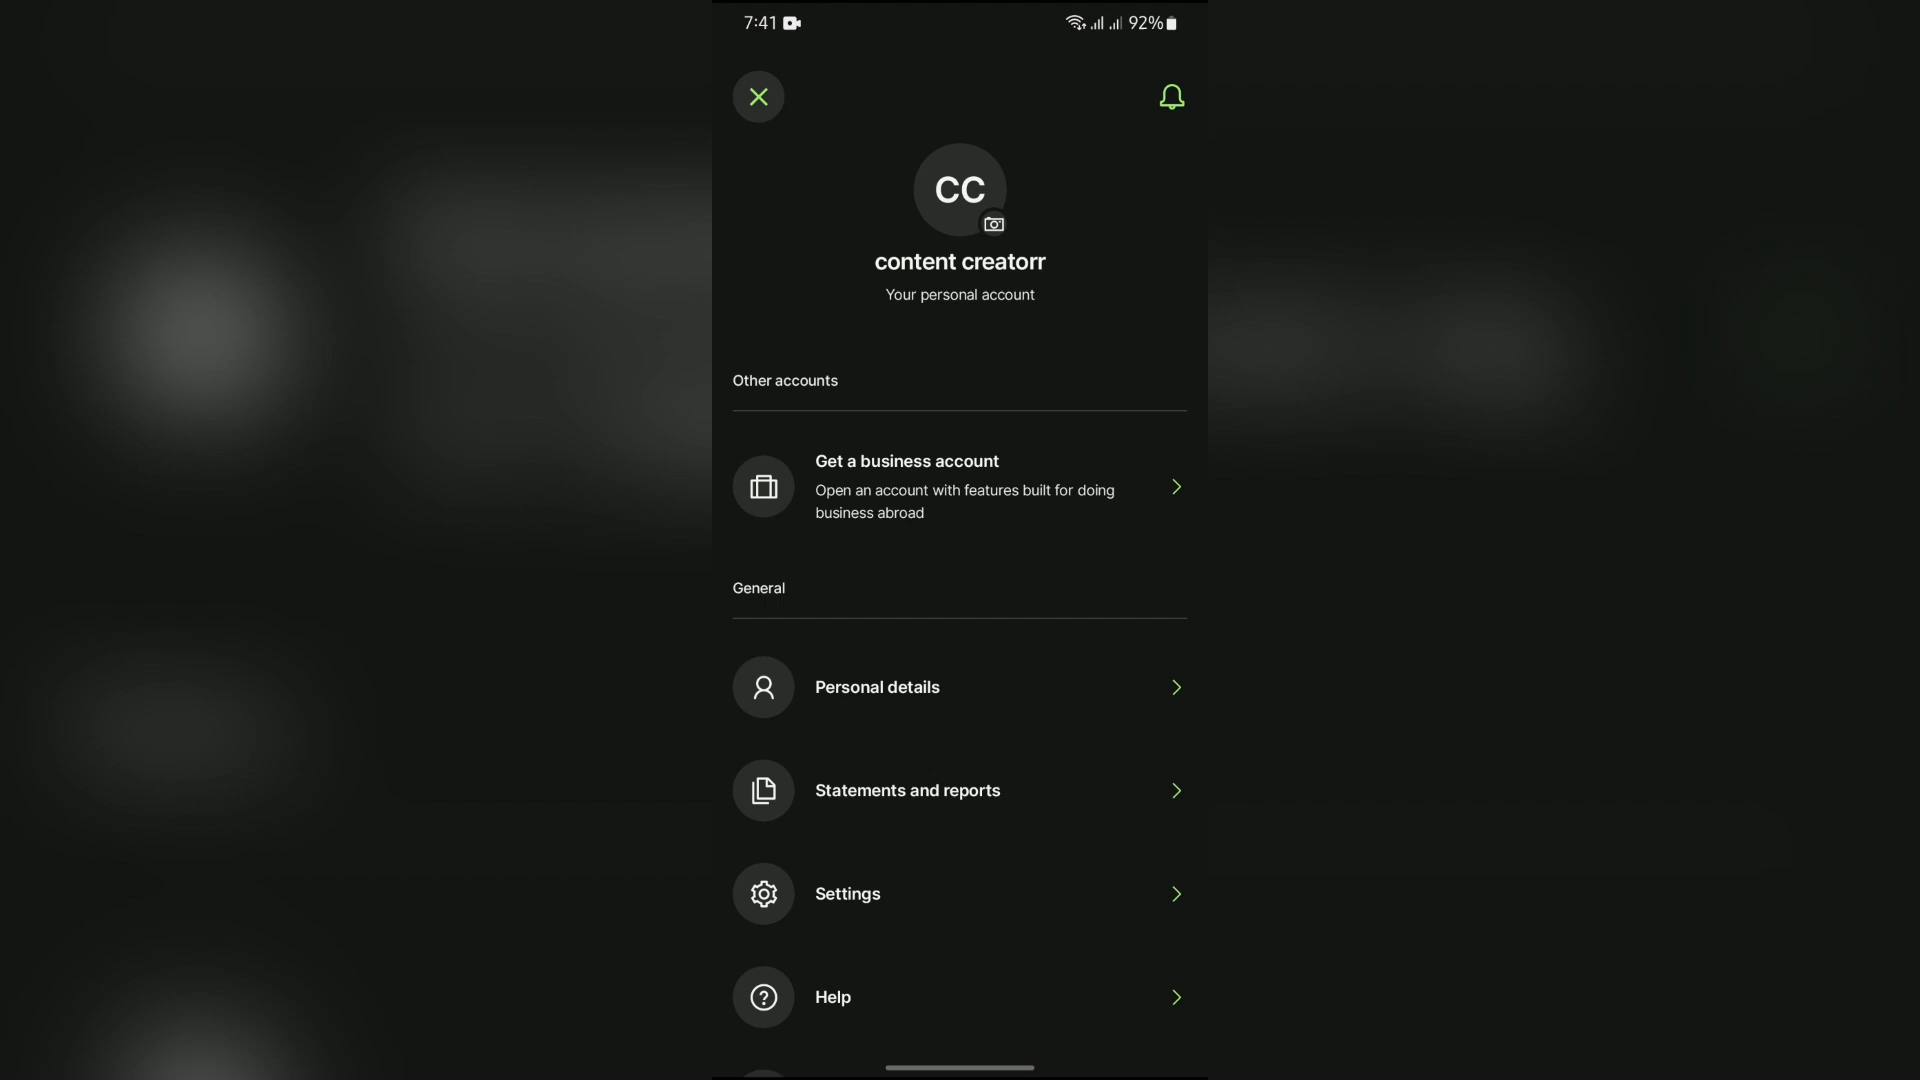 7:41 92%
CC
content creatorr
Your personal account
Other accounts
Get a business account
Open an account with features built for doing
business abroad
General
Personal details
Statements and reports
Settings
Help